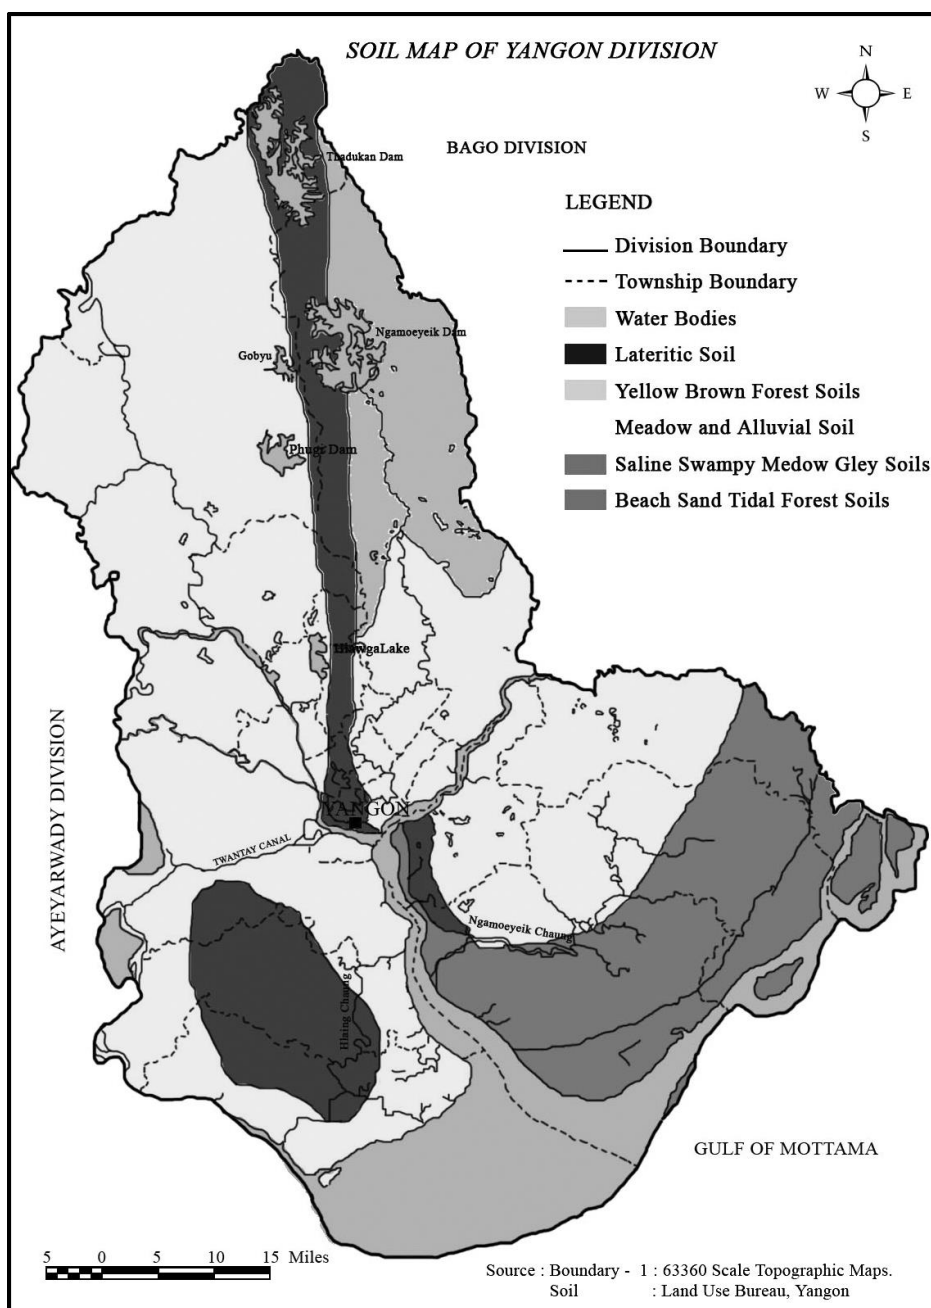 SOIL MAP OF YANGON DIVISION
N
W
E
S
BAGO DIVISION
Thadukan Dam
LEGEND
Division Boundary
Township Boundary
Water Bodies
Lateritic Soil
Yellow Brown Forest Soils
Meadow and Alluvial Soil
Saline Swampy Medow Gley Soils
Beach Sand Tidal Forest Soils
Ngamoeyeik Dam
Gobyu
Phugi Dam
HlawgaLake
AYEYARWADY DIVISION
YANGON
TWANTAY CANAL
Ngamoeyeik Chaung
Hlaing Chaung
GULF OF MOTTAMA
5 0 5 10 15 Miles
Source : Boundary - 1 : 63360 Scale Topographic Maps.
Soil : Land Use Bureau, Yangon